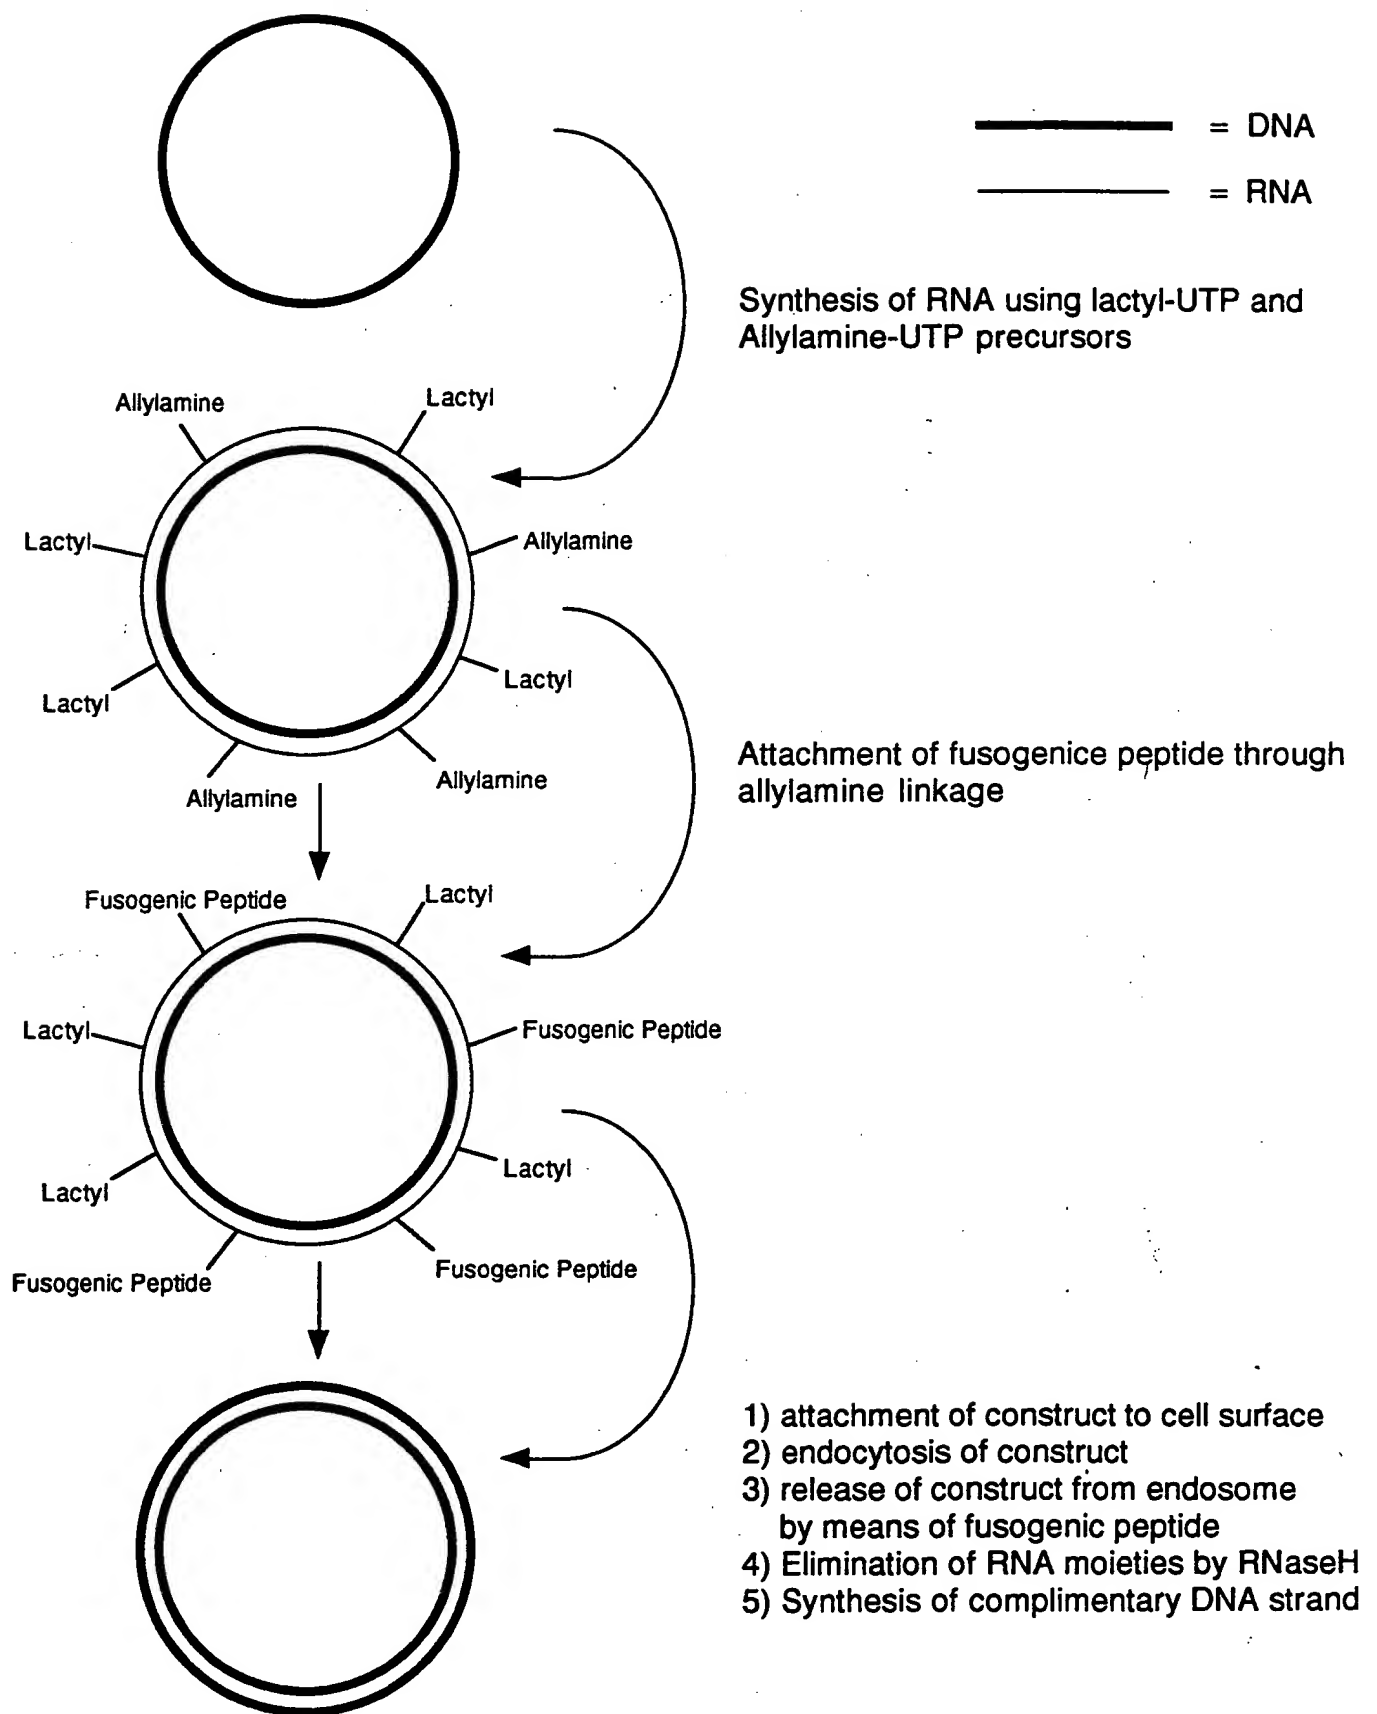 = DNA
= RNA
Synthesis of RNA using lactyl-UTP and
Allylamine-UTP precursors
Allylamine
Lactyl
Lactyl
Allylamine
Lactyl
Lactyl
Allylamine
Allylamine
Attachment of fusogenice peptide through
allylamine linkage
Fusogenic Peptide
Lactyl
Lactyl
Fusogenic Peptide
Lactyl
Lactyl
Fusogenic Peptide
Fusogenic Peptide
1) attachment of construct to cell surface
2) endocytosis of construct
3) release of construct from endosome
by means of fusogenic peptide
4) Elimination of RNA moieties by RNaseH
5) Synthesis of complimentary DNA strand